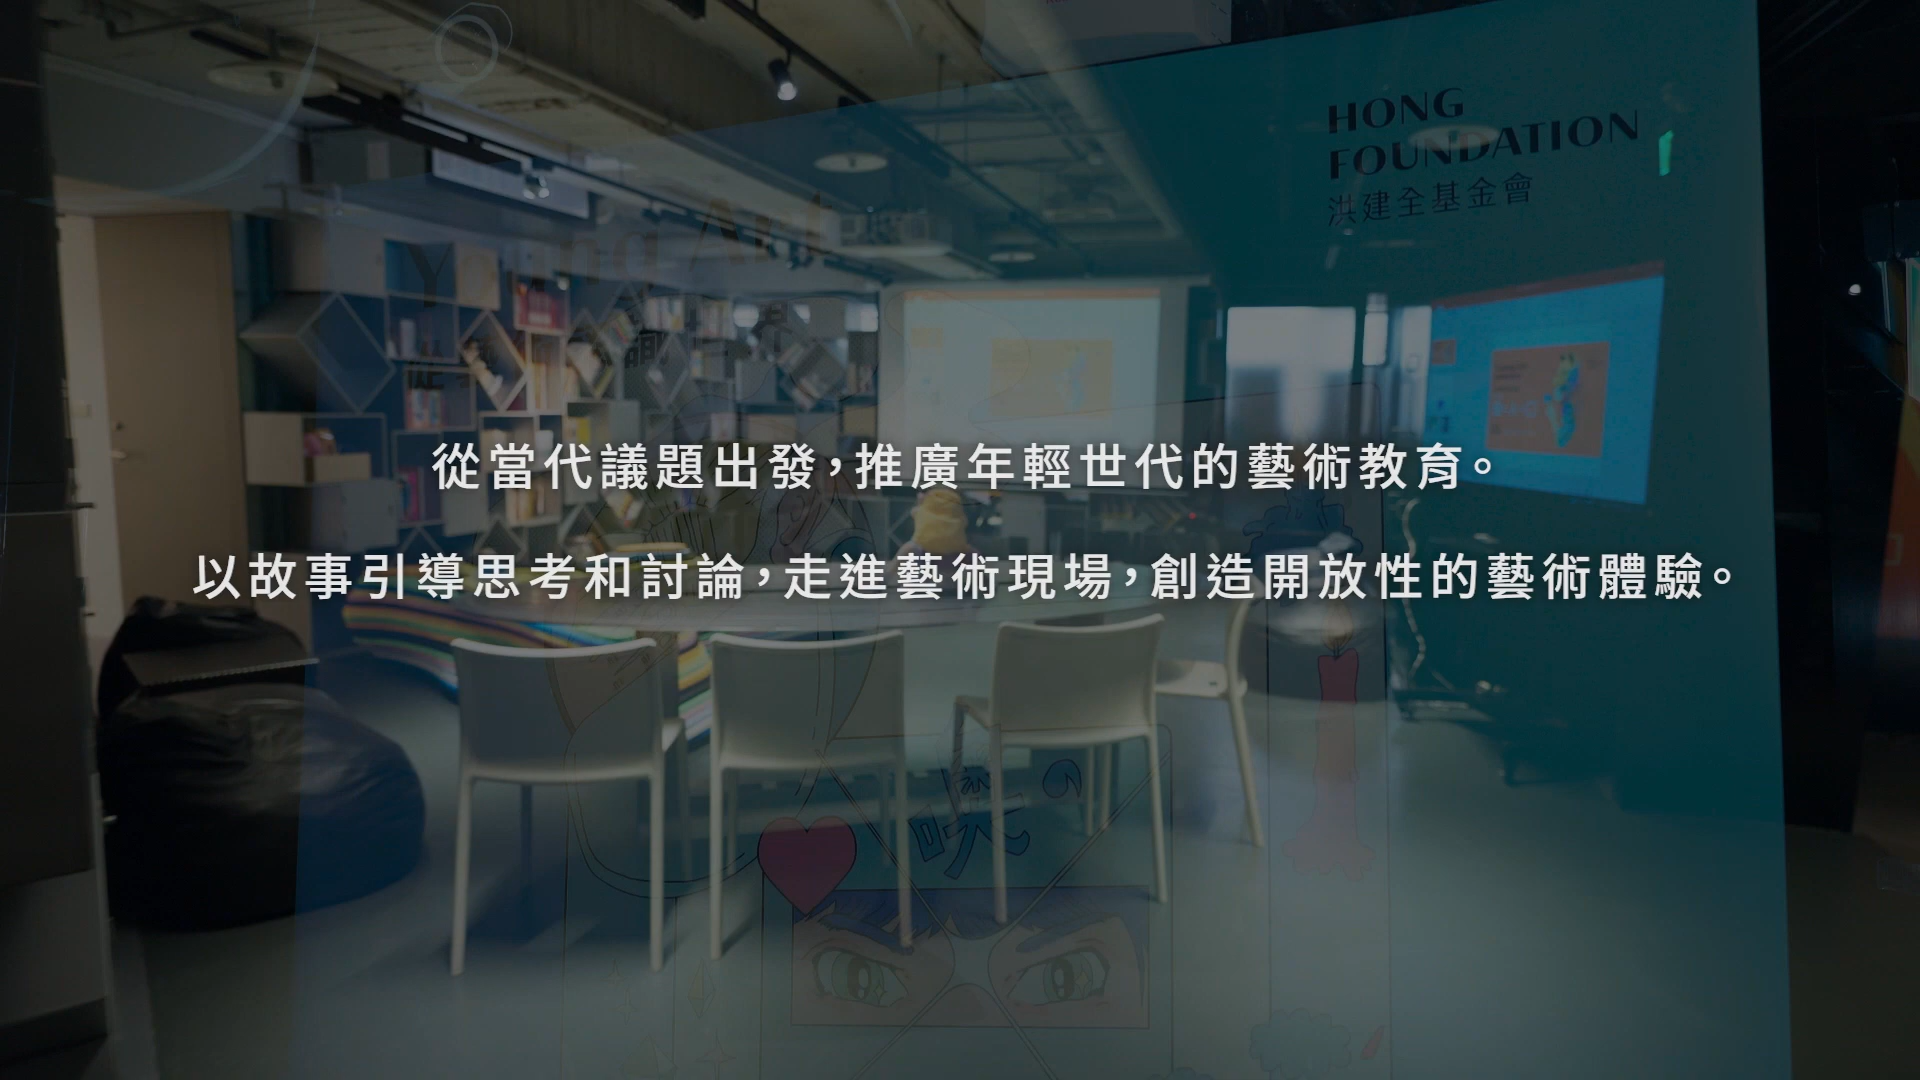 HONG
FOUNDATION
洪建全基金會
Young Art
從當代議題出發，推廣年輕世代的藝術教育。
以故事引導思考和討論，走進藝術現場，創造開放性的藝術體驗。